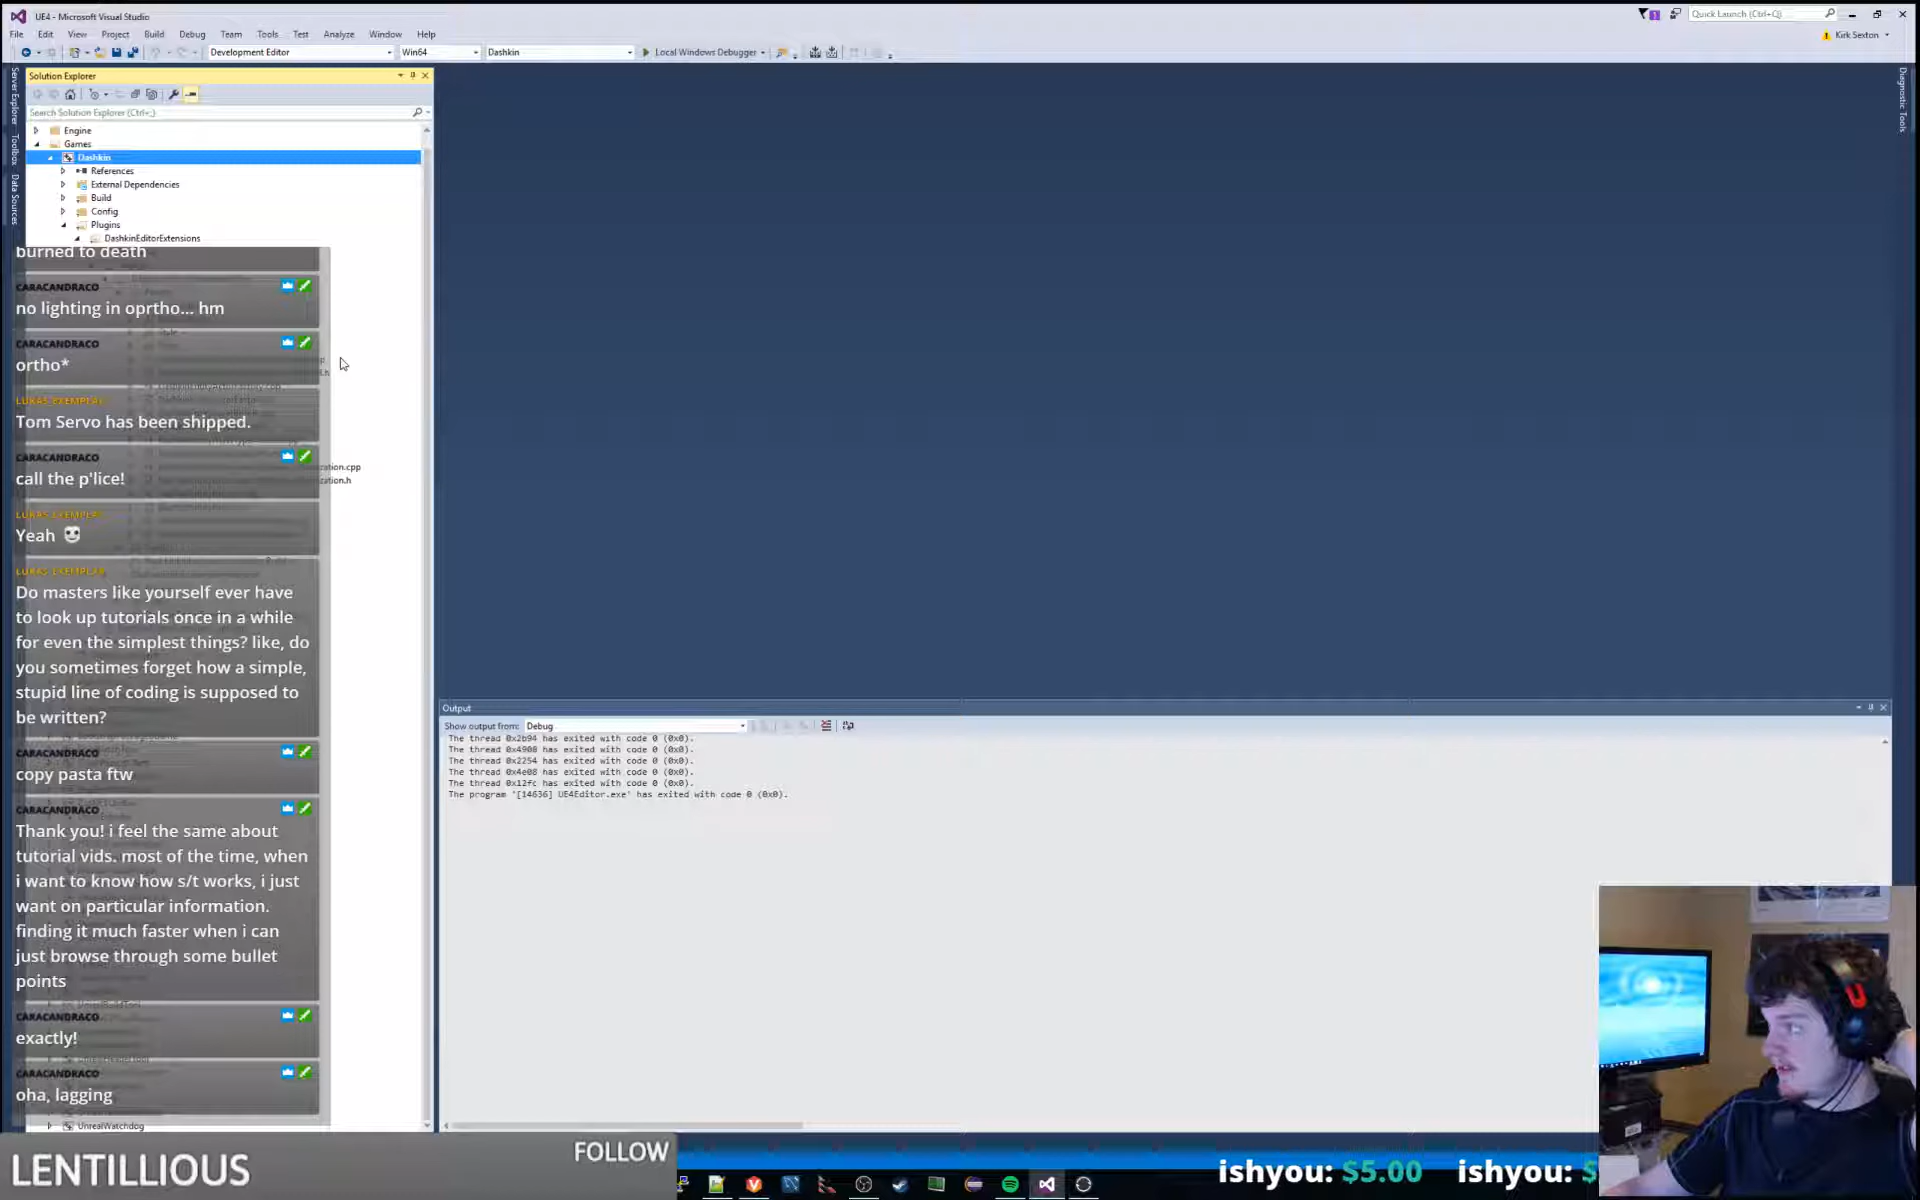 UE4 - Microsoft Visual Studio
Quick Launch (Ctrl+Q)
File Edit View Project Build Debug Team Tools Test Analyze Window Help
Kirk Sexton
Development Editor Win64 Dashkin Local Windows Debugger
Solution Explorer
Search Solution Explorer (Ctrl+;)
Server Explorer
Toolbox
Data Sources
Diagnostic Tools
Engine
Games
Dashkin
References
External Dependencies
Build
Config
Plugins
DashkinEditorExtensions
burned to death
CARACANDRACO
no lighting in oprtho... hm
CARACANDRACO
ortho*
LUKAS EXEMPLAR
Tom Servo has been shipped.
CARACANDRACO
call the p'lice!
zation.cpp
zation.h
LUKAS EXEMPLAR
Yeah
LUKAS EXEMPLAR
Do masters like yourself ever have
to look up tutorials once in a while
for even the simplest things? like, do
you sometimes forget how a simple,
stupid line of coding is supposed to
be written?
CARACANDRACO
copy pasta ftw
CARACANDRACO
Thank you! i feel the same about
tutorial vids. most of the time, when
i want to know how s/t works, i just
want on particular information.
finding it much faster when i can
just browse through some bullet
points
CARACANDRACO
exactly!
CARACANDRACO
oha, lagging
UnrealWatchdog
Output
Show output from: Debug
The thread 0x2b94 has exited with code 0 (0x0).
The thread 0x4908 has exited with code 0 (0x0).
The thread 0x2254 has exited with code 0 (0x0).
The thread 0x4e08 has exited with code 0 (0x0).
The thread 0x12fc has exited with code 0 (0x0).
The program '[14636] UE4Editor.exe' has exited with code 0 (0x0).
LENTILLIOUS
FOLLOW
ishyou: $5.00 ishyou: $